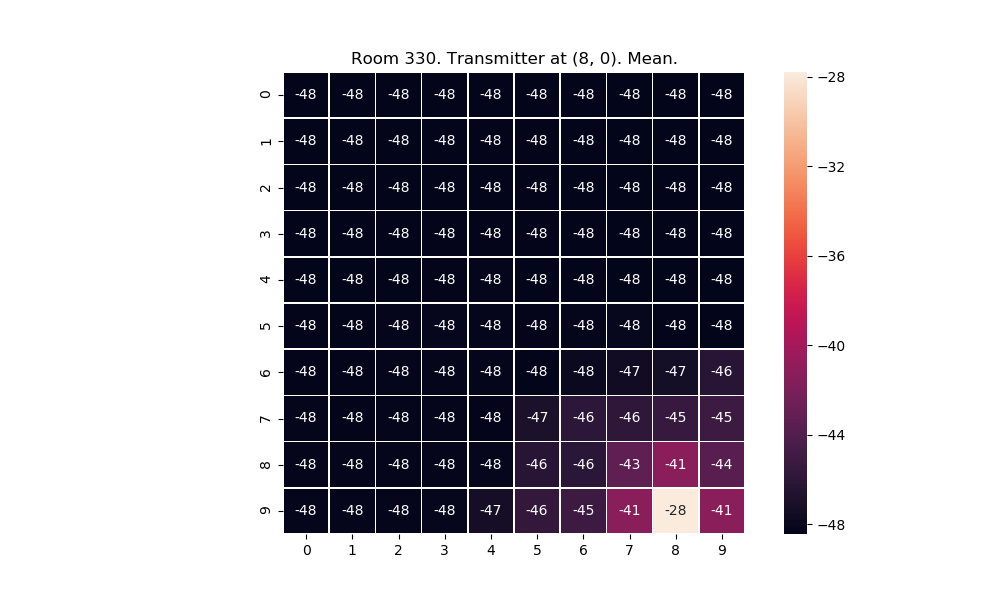 Room 330. Transmitter at (8, 0). Mean.
0 -48 -48 -48 -48 -48 -48 -48 -48 -48 -48
1 -48 -48 -48 -48 -48 -48 -48 -48 -48 -48
2 -48 -48 -48 -48 -48 -48 -48 -48 -48 -48
3 -48 -48 -48 -48 -48 -48 -48 -48 -48 -48
4 -48 -48 -48 -48 -48 -48 -48 -48 -48 -48
5 -48 -48 -48 -48 -48 -48 -48 -48 -48 -48
6 -48 -48 -48 -48 -48 -48 -48 -47 -47 -46
7 -48 -48 -48 -48 -48 -47 -46 -46 -45 -45
8 -48 -48 -48 -48 -48 -46 -46 -43 -41 -44
9 -48 -48 -48 -48 -47 -46 -45 -41 -28 -41
0 1 2 3 4 5 6 7 8 9
−28
−32
−36
−40
−44
−48